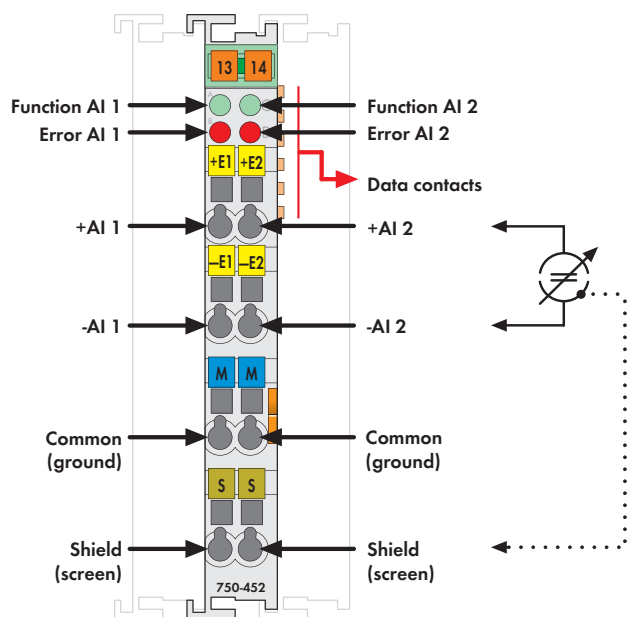 13 14
Function AI 1
Function AI 2
Error AI 1
Error AI 2
+E1 +E2
Data contacts
+AI 1
+AI 2
—E1 —E2
-AI 1
-AI 2
M M
Common
(ground)
Common
(ground)
S S
Shield
(screen)
Shield
(screen)
750-452